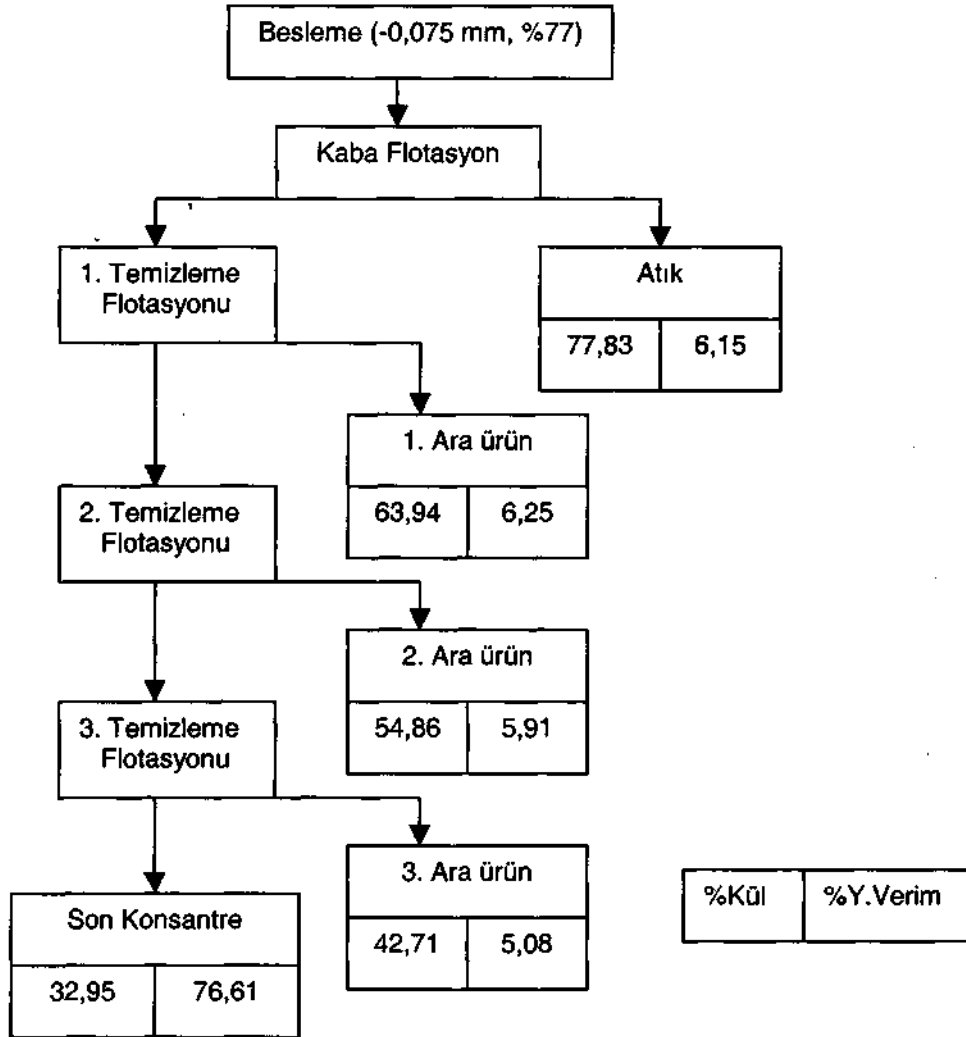 Besleme (-0,075 mm, %77)
Kaba Flotasyon
1. Temizleme
Flotasyonu
Atık
77,83 6,15
1. Ara ürün
63,94 6,25
2. Temizleme
Flotasyonu
2. Ara ürün
54,86 5,91
3. Temizleme
Flotasyonu
3. Ara ürün
42,71 5,08
%Kül %Y.Verim
Son Konsantre
32,95 76,61